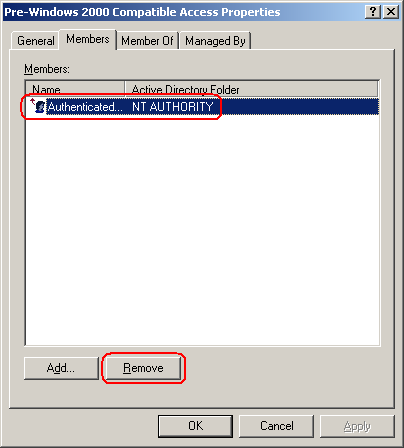 Pre-Windows 2000 Compatible Access Properties
General Members Member Of Managed By
Members:
Name Active Directory Folder
Authenticated... NT AUTHORITY
Add... Remove
OK Cancel Apply